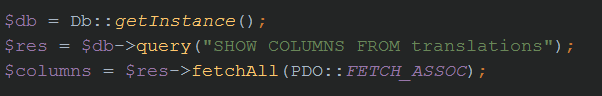 $db = Db::getInstance();
$res = $db->query("SHOW COLUMNS FROM translations");
$columns = $res->fetchAll(PDO::FETCH_ASSOC);